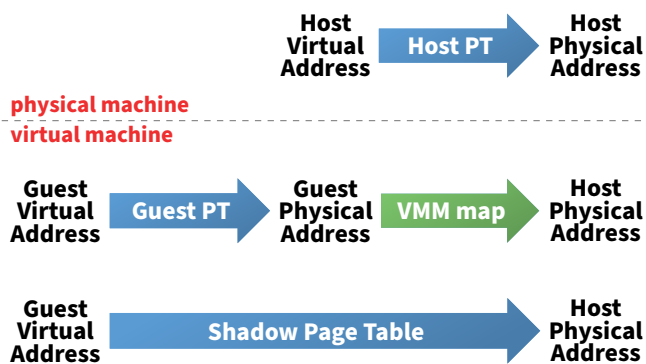 Host
Virtual
Address
Host PT
Host
Physical
Address
physical machine
virtual machine
Guest
Virtual
Address
Guest PT
Guest
Physical
Address
VMM map
Host
Physical
Address
Guest
Virtual
Address
Shadow Page Table
Host
Physical
Address